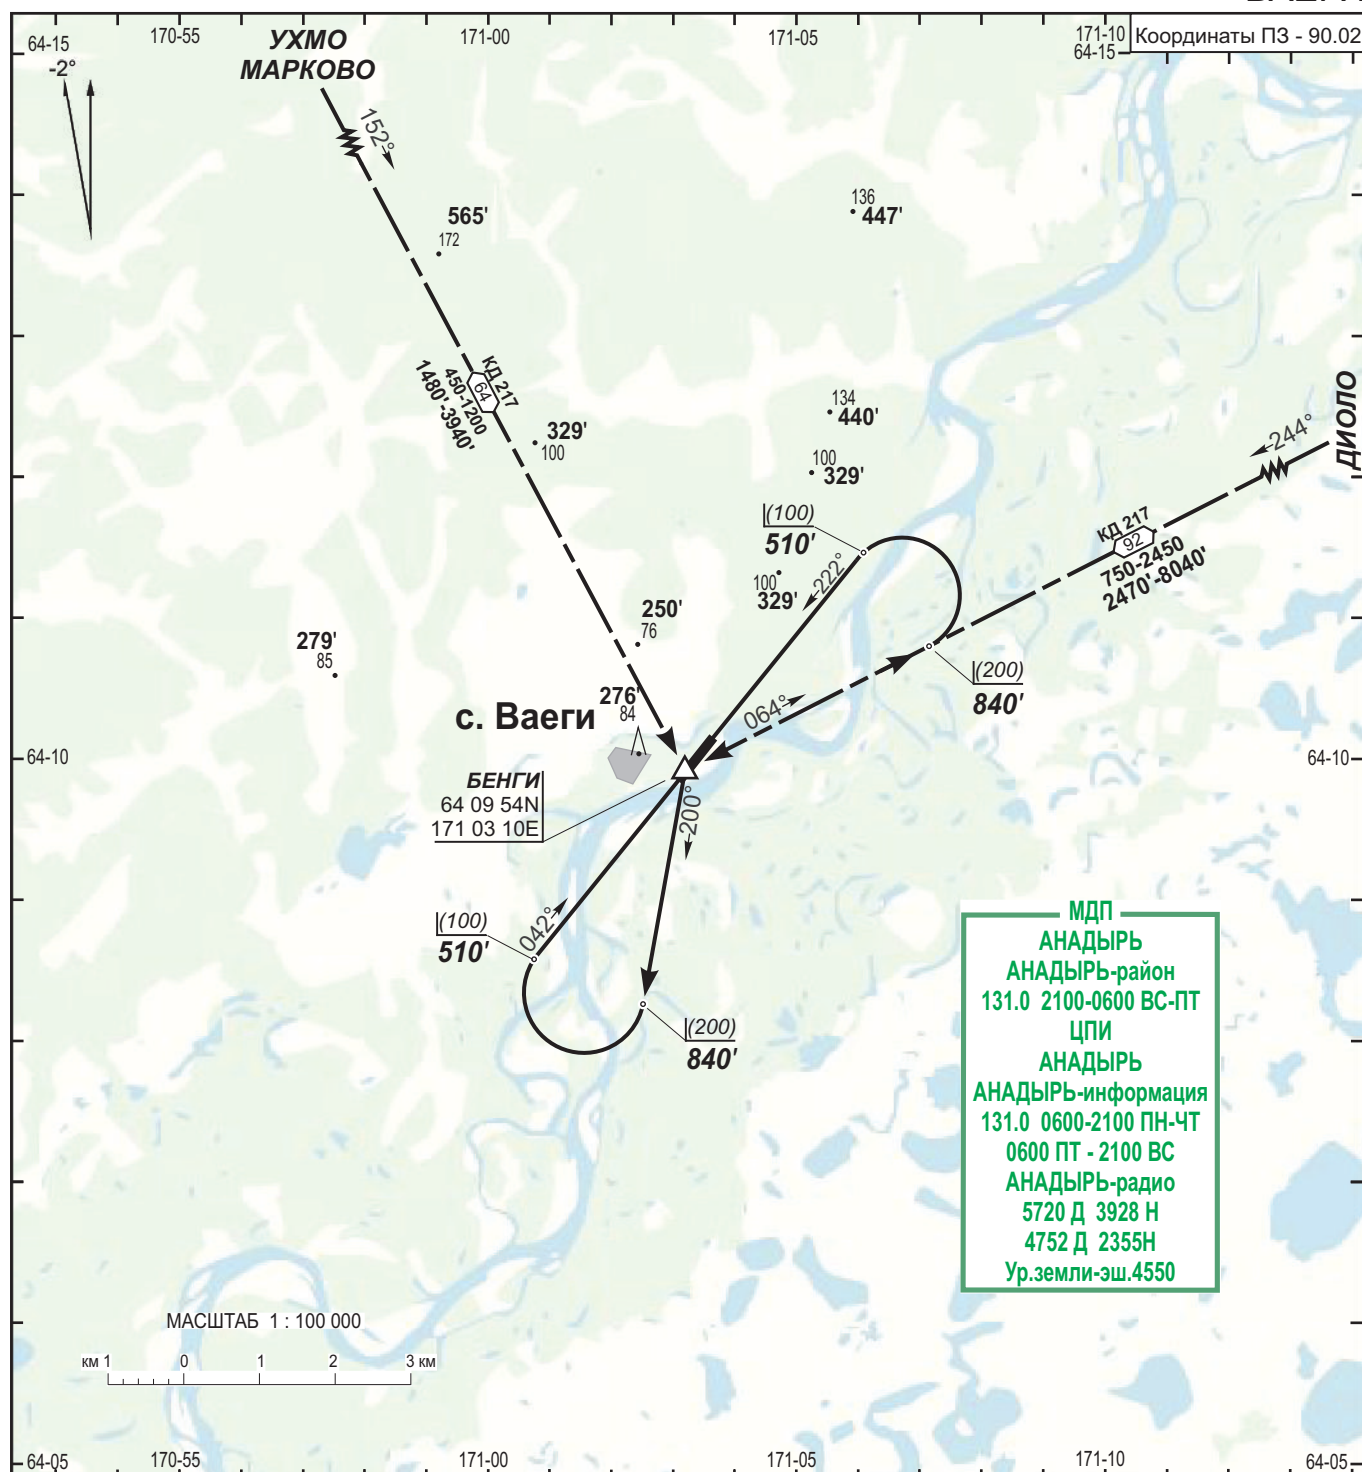 64-15
170-55
171-00
171-05
171-10
64-15
Координаты ПЗ - 90.02
-2°
УХМО
МАРКОВО
152°
565'
172
136
447'
КД 217
64
450-1200
1480'-3940'
329'
100
134
440'
100
329'
ДИОЛО
244°
КД 217
92
750-2450
2470'-8040'
(100)
510'
222°
100
329'
250'
76
279'
85
276'
84
с. Ваеги
064°
(200)
840'
64-10
64-10
БЕНГИ
64 09 54N
171 03 10E
200°
(100)
510'
042°
(200)
840'
МДП
АНАДЫРЬ
АНАДЫРЬ-район
131.0 2100-0600 ВС-ПТ
ЦПИ
АНАДЫРЬ
АНАДЫРЬ-информация
131.0 0600-2100 ПН-ЧТ
0600 ПТ - 2100 ВС
АНАДЫРЬ-радио
5720 Д 3928 Н
4752 Д 2355Н
Ур.земли-эш.4550
МАСШТАБ 1 : 100 000
км 1 0 1 2 3 км
64-05
170-55
171-00
171-05
171-10
64-05